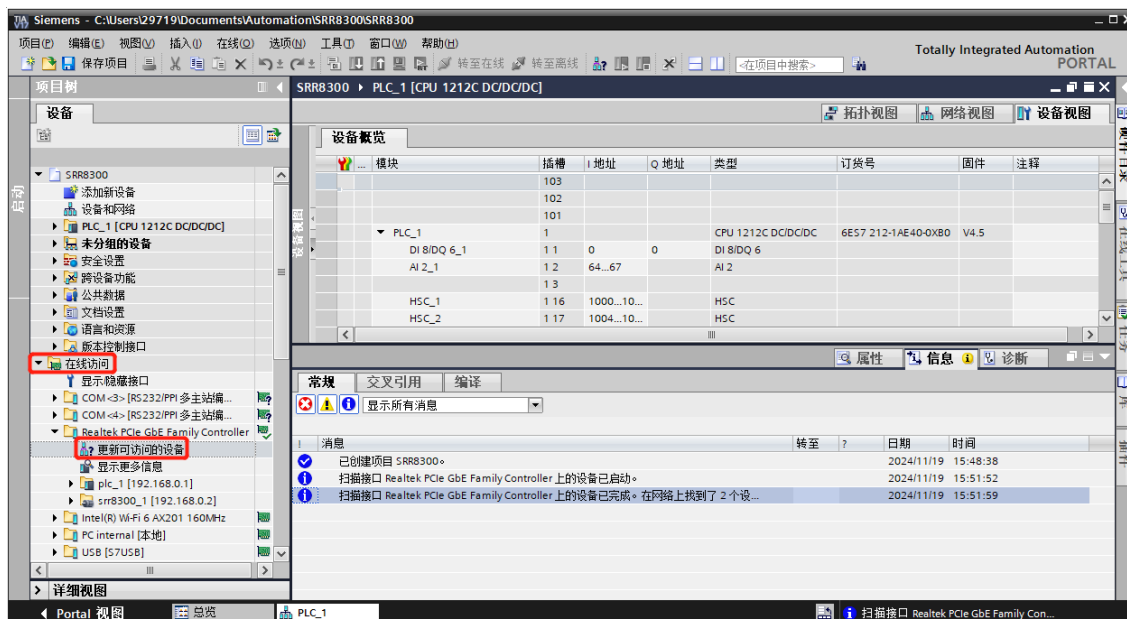 Siemens - C:\Users\29719\Documents\Automation\SRR8300\SRR8300
项目(P) 编辑(E) 视图(V) 插入(I) 在线(O) 选项(N) 工具(T) 窗口(W) 帮助(H)
Totally Integrated Automation
PORTAL
保存项目 转至在线 转至离线 <在项目中搜索>
项目树
SRR8300 ▸ PLC_1 [CPU 1212C DC/DC/DC]
设备
拓扑视图 网络视图 设备视图
设备概览
模块 插槽 I 地址 Q 地址 类型 订货号 固件 注释
103
102
101
PLC_1 1 CPU 1212C DC/DC/DC 6ES7 212-1AE40-0XB0 V4.5
DI 8/DQ 6_1 1 1 0 0 DI 8/DQ 6
AI 2_1 1 2 64...67 AI 2
1 3
HSC_1 1 16 1000...10... HSC
HSC_2 1 17 1004...10... HSC
启动
设备视图
SRR8300
添加新设备
设备和网络
PLC_1 [CPU 1212C DC/DC/DC]
未分组的设备
安全设置
跨设备功能
公共数据
文档设置
语言和资源
版本控制接口
在线访问
显示/隐藏接口
COM <3> [RS232/PPI 多主站编...
COM <4> [RS232/PPI 多主站编...
Realtek PCIe GbE Family Controller
更新可访问的设备
显示更多信息
plc_1 [192.168.0.1]
srr8300_1 [192.168.0.2]
Intel(R) Wi-Fi 6 AX201 160MHz
PC internal [本地]
USB [S7USB]
详细视图
属性 信息 诊断
常规 交叉引用 编译
显示所有消息
! 消息 转至 ? 日期 时间
已创建项目 SRR8300。 2024/11/19 15:48:38
扫描接口 Realtek PCIe GbE Family Controller 上的设备已启动。 2024/11/19 15:51:52
扫描接口 Realtek PCIe GbE Family Controller 上的设备已完成。在网络上找到了 2 个设... 2024/11/19 15:51:59
Portal 视图 总览 PLC_1 扫描接口 Realtek PCIe GbE Family Con...